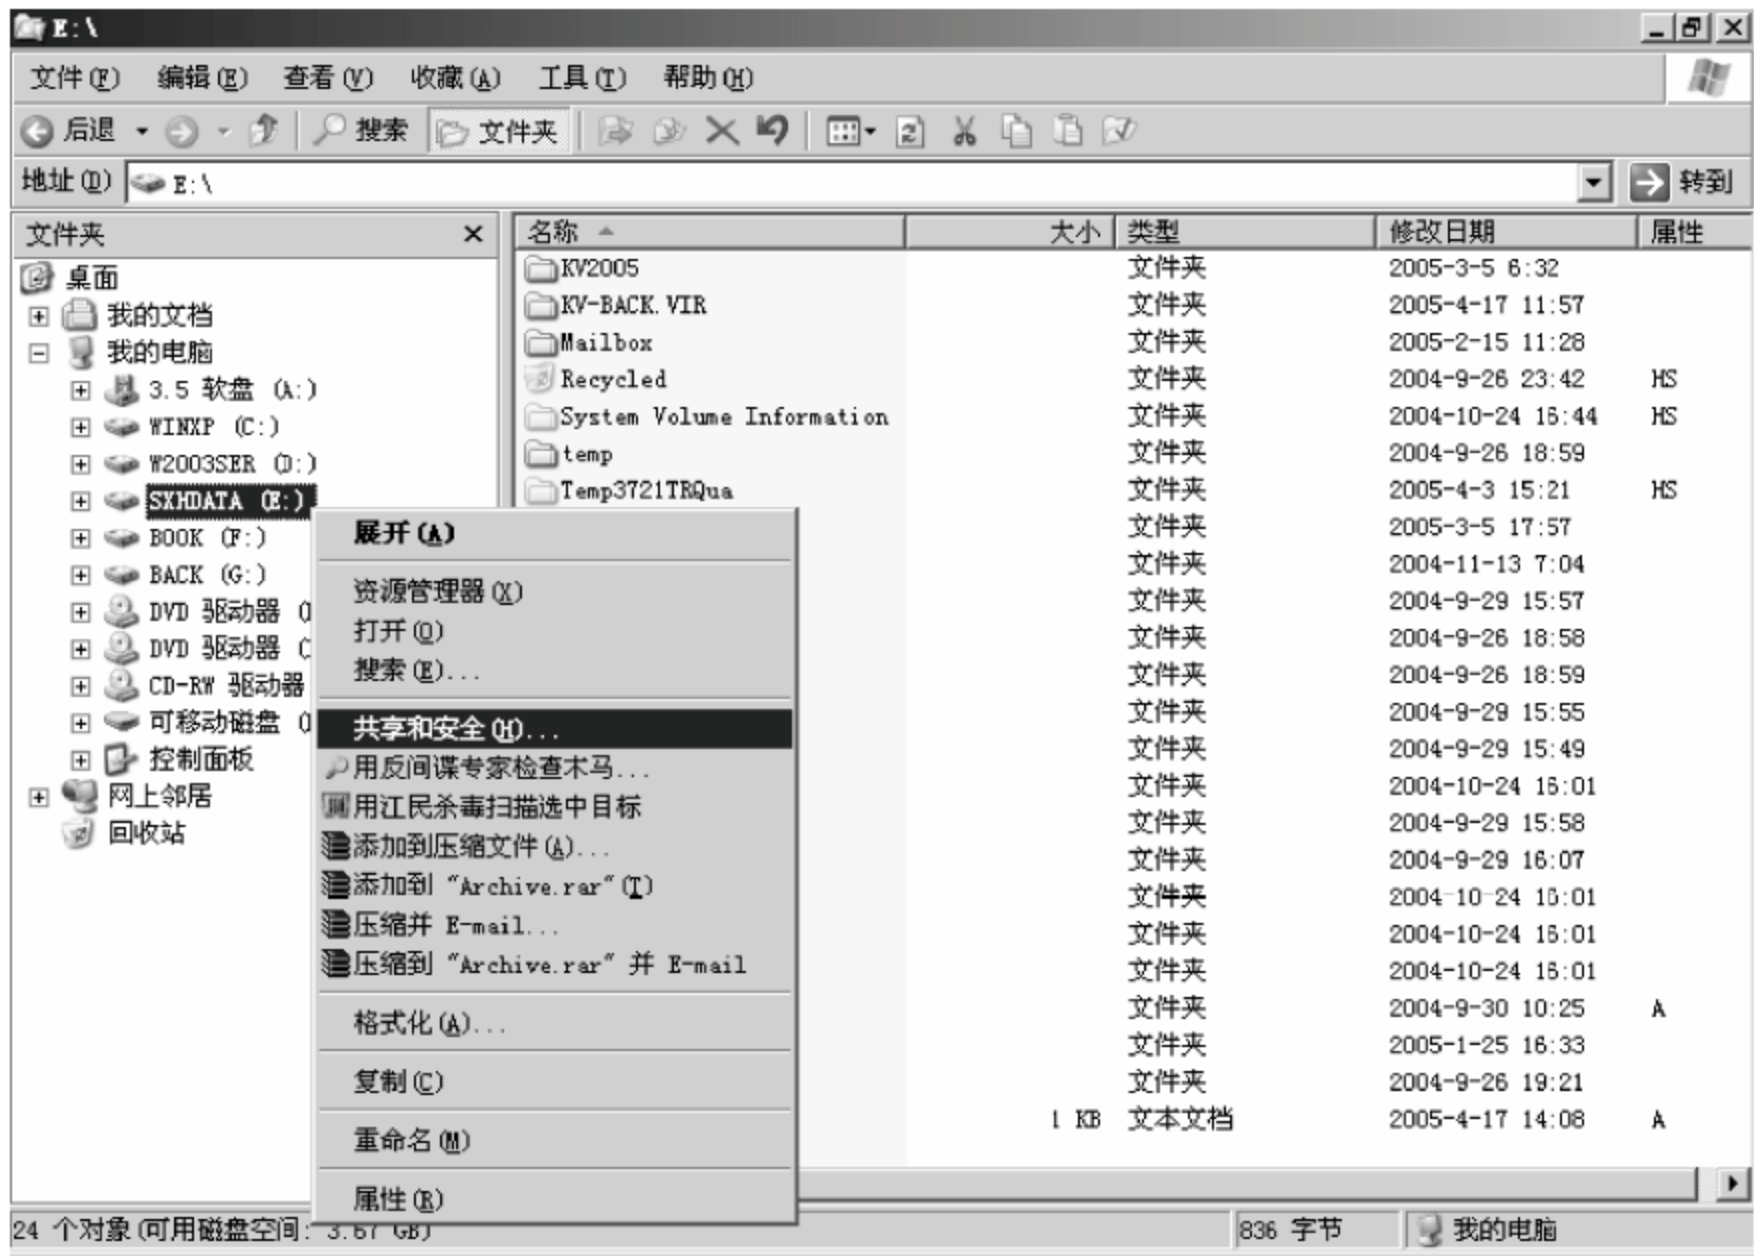 E:\
文件(F) 编辑(E) 查看(V) 收藏(A) 工具(T) 帮助(H)
后退 搜索 文件夹
地址(D) E:\ 转到
文件夹
桌面
我的文档
我的电脑
3.5 软盘 (A:)
WINXP (C:)
W2003SER (D:)
SXHDATA (E:)
BOOK (F:)
BACK (G:)
DVD 驱动器
DVD 驱动器
CD-RW 驱动器
可移动磁盘
控制面板
网上邻居
回收站
名称 大小 类型 修改日期 属性
KV2005 文件夹 2005-3-5 6:32
KV-BACK.VIR 文件夹 2005-4-17 11:57
Mailbox 文件夹 2005-2-15 11:28
Recycled 文件夹 2004-9-26 23:42 HS
System Volume Information 文件夹 2004-10-24 16:44 HS
temp 文件夹 2004-9-26 18:59
Temp3721TRQua 文件夹 2005-4-3 15:21 HS
文件夹 2005-3-5 17:57
文件夹 2004-11-13 7:04
文件夹 2004-9-29 15:57
文件夹 2004-9-26 18:58
文件夹 2004-9-26 18:59
文件夹 2004-9-29 15:55
文件夹 2004-9-29 15:49
文件夹 2004-10-24 16:01
文件夹 2004-9-29 15:58
文件夹 2004-9-29 16:07
文件夹 2004-10-24 16:01
文件夹 2004-10-24 16:01
文件夹 2004-10-24 16:01
文件夹 2004-9-30 10:25 A
文件夹 2005-1-25 16:33
文件夹 2004-9-26 19:21
1 KB 文本文档 2005-4-17 14:08 A
展开(A)
资源管理器(X)
打开(O)
搜索(E)...
共享和安全(H)...
用反间谍专家检查木马...
用江民杀毒扫描选中目标
添加到压缩文件(A)...
添加到 "Archive.rar"(T)
压缩并 E-mail...
压缩到 "Archive.rar" 并 E-mail
格式化(A)...
复制(C)
重命名(M)
属性(R)
24 个对象(可用磁盘空间: 3.67 GB) 836 字节 我的电脑